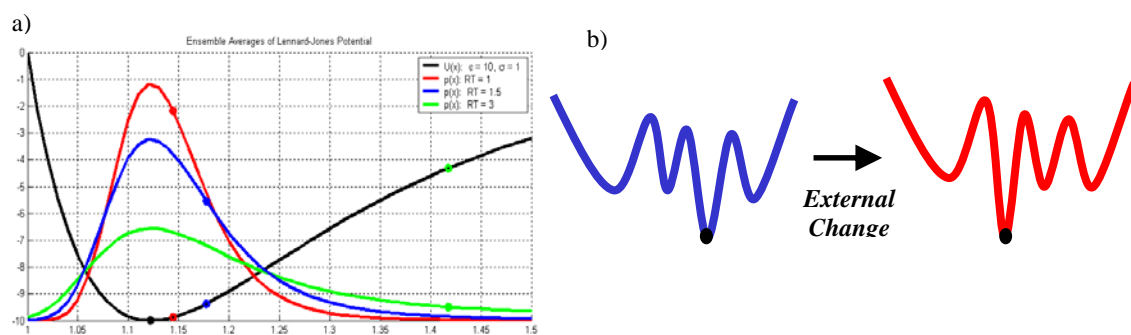 a)
Ensemble Averages of Lennard-Jones Potential
U(x): ε = 10, σ = 1
p(x): RT = 1
p(x): RT = 1.5
p(x): RT = 3
0
-1
-2
-3
-4
-5
-6
-7
-8
-9
-10
1 1.05 1.1 1.15 1.2 1.25 1.3 1.35 1.4 1.45 1.5
b)
External
Change